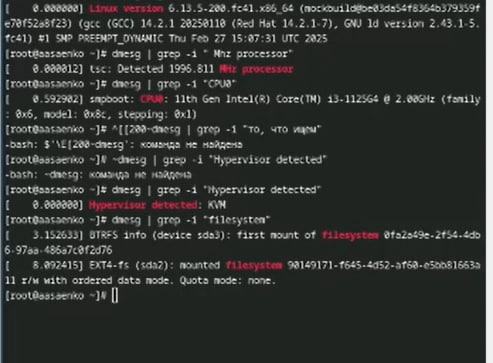 [    0.000000] Linux version 6.13.5-200.fc41.x86_64 (mockbuild@be03da54f8364b379359f
e70f52a8f23) (gcc (GCC) 14.2.1 20250110 (Red Hat 14.2.1-7), GNU ld version 2.43.1-5.
fc41) #1 SMP PREEMPT_DYNAMIC Thu Feb 27 15:07:31 UTC 2025
[root@aasaenko ~]# dmesg | grep -i " Mhz processor"
[    0.000012] tsc: Detected 1996.811 MHz processor
[root@aasaenko ~]# dmesg | grep -i "CPU0"
[    0.592902] smpboot: CPU0: 11th Gen Intel(R) Core(TM) i3-1125G4 @ 2.00GHz (family
: 0x6, model: 0x8c, stepping: 0x1)
[root@aasaenko ~]# ^[[200~dmesg | grep -i "то, что ищем"
-bash: $'\E[200~dmesg': команда не найдена
[root@aasaenko ~]# ~dmesg | grep -i "Hypervisor detected"
-bash: ~dmesg: команда не найдена
[root@aasaenko ~]# dmesg | grep -i "Hypervisor detected"
[    0.000000] Hypervisor detected: KVM
[root@aasaenko ~]# dmesg | grep -i "filesystem"
[    3.152633] BTRFS info (device sda3): first mount of filesystem 0fa2a49e-2f54-4db
6-97aa-486a7c0f2d76
[    8.092415] EXT4-fs (sda2): mounted filesystem 90149171-f645-4d52-af60-e5bb81663a
11 r/w with ordered data mode. Quota mode: none.
[root@aasaenko ~]#